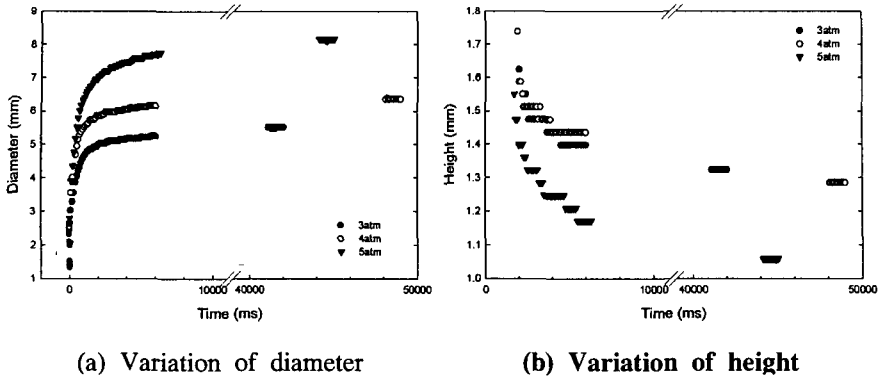 9
8
7
6
5
4
3
2
1
Diameter (mm)
3atm
4atm
5atm
0 10000 40000 50000
Time (ms)
(a) Variation of diameter
1.8
1.7
1.6
1.5
1.4
1.3
1.2
1.1
1.0
Height (mm)
3atm
4atm
5atm
0 10000 40000 50000
Time (ms)
(b) Variation of height